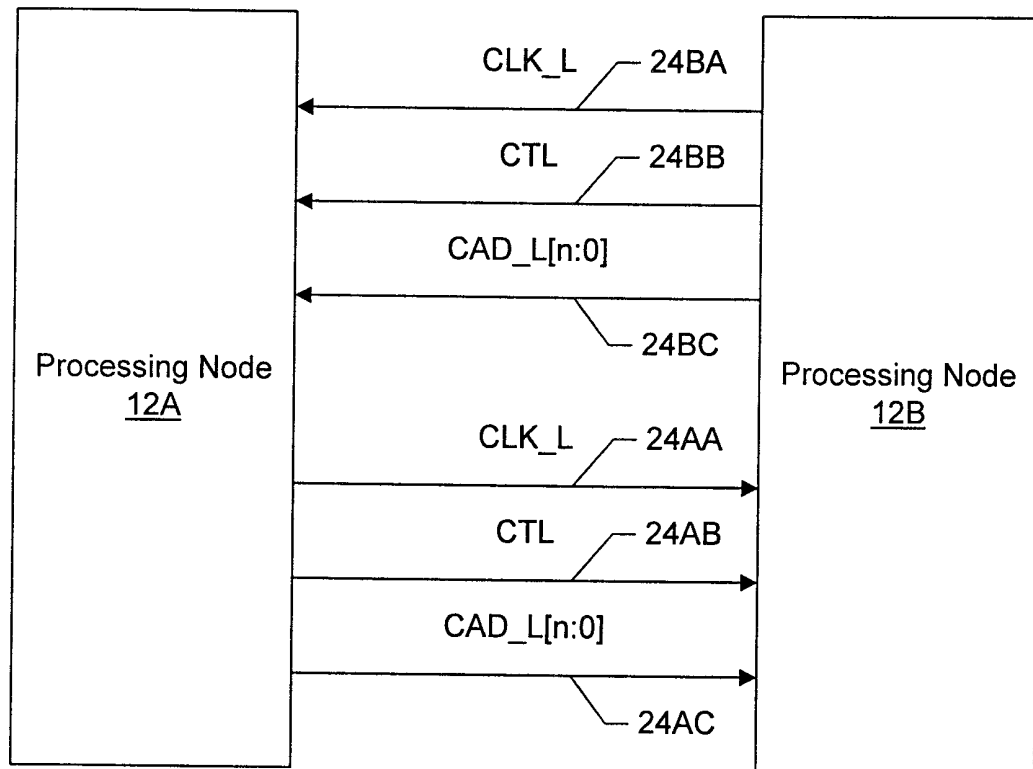 CLK_L 24BA
CTL 24BB
CAD_L[n:0]
24BC
Processing Node
12A
Processing Node
12B
CLK_L 24AA
CTL 24AB
CAD_L[n:0]
24AC